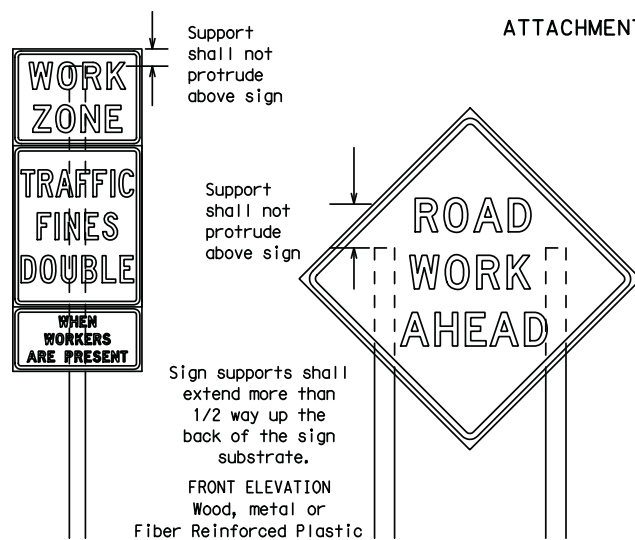 ATTACHMENT
Support
shall not
protrude
above sign
WORK
ZONE
TRAFFIC
FINES
DOUBLE
WHEN
WORKERS
ARE PRESENT
Support
shall not
protrude
above sign
ROAD
WORK
AHEAD
Sign supports shall
extend more than
1/2 way up the
back of the sign
substrate.
FRONT ELEVATION
Wood, metal or
Fiber Reinforced Plastic